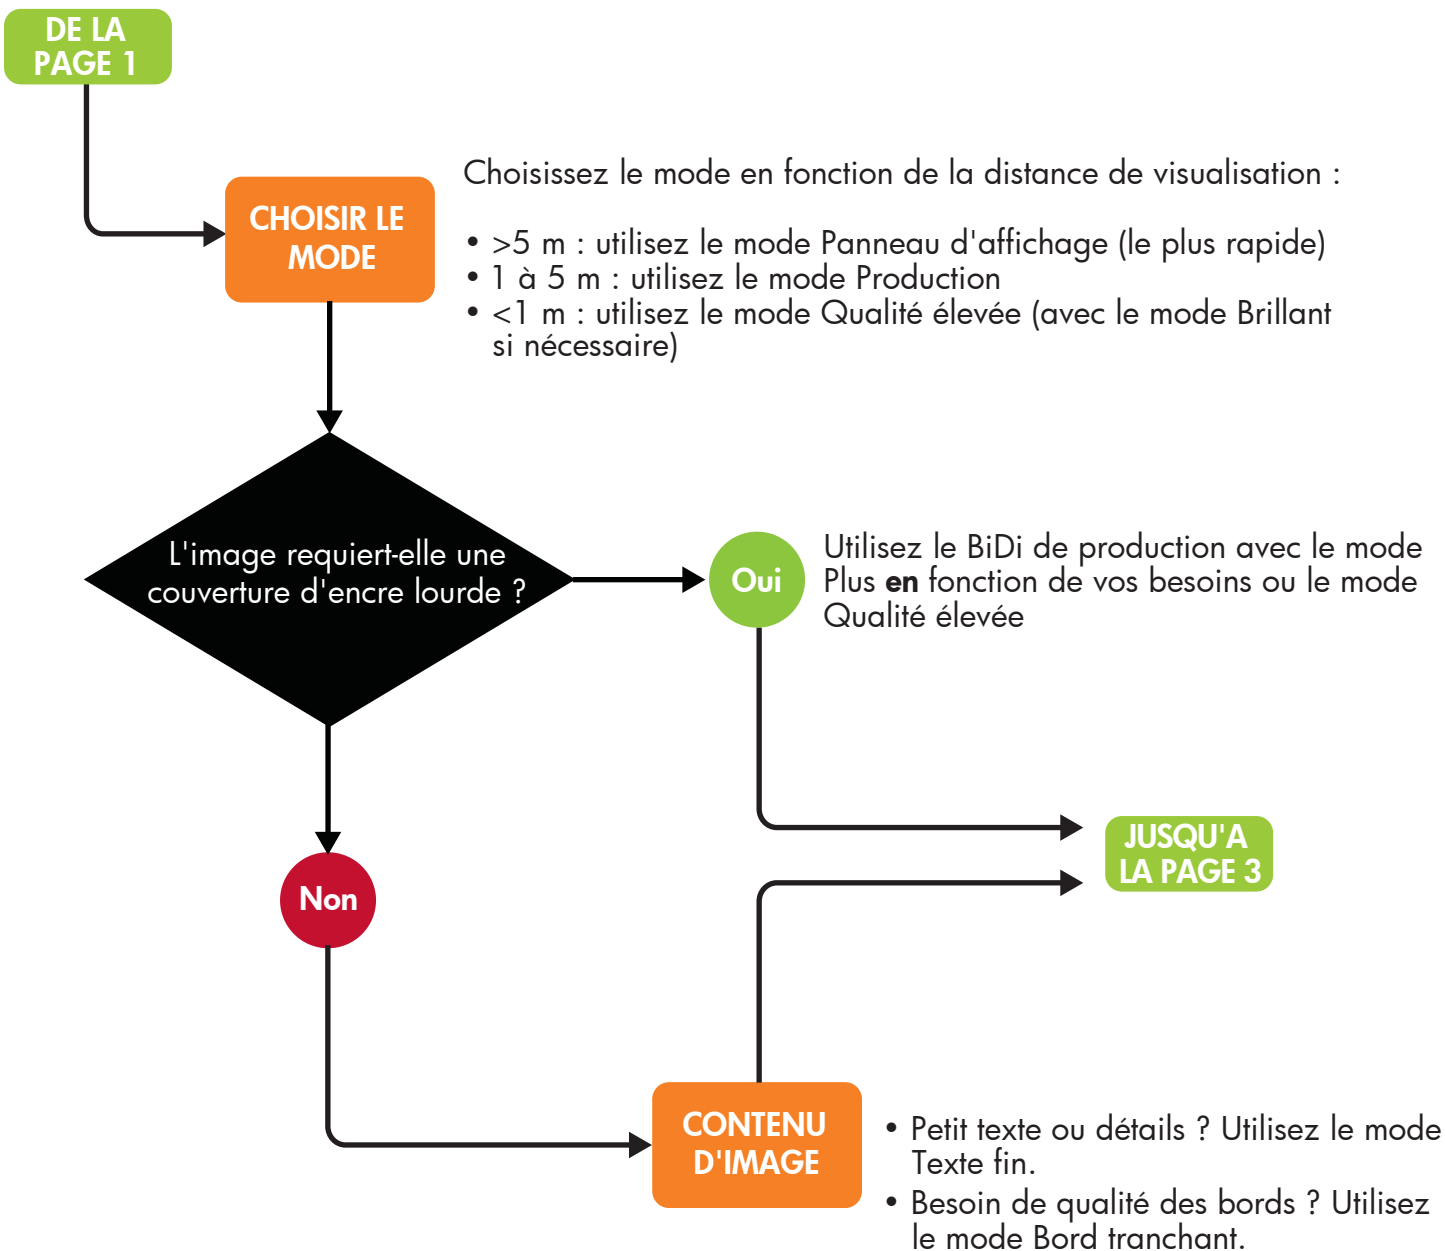 DE LA
PAGE 1
Choisissez le mode en fonction de la distance de visualisation :
CHOISIR LE
MODE
• >5 m : utilisez le mode Panneau d'affichage (le plus rapide)
• 1 à 5 m : utilisez le mode Production
• <1 m : utilisez le mode Qualité élevée (avec le mode Brillant
si nécessaire)
L'image requiert-elle une
couverture d'encre lourde ?
Oui
Utilisez le BiDi de production avec le mode
Plus en fonction de vos besoins ou le mode
Qualité élevée
JUSQU'A
LA PAGE 3
Non
CONTENU
D'IMAGE
• Petit texte ou détails ? Utilisez le mode
Texte fin.
• Besoin de qualité des bords ? Utilisez
le mode Bord tranchant.